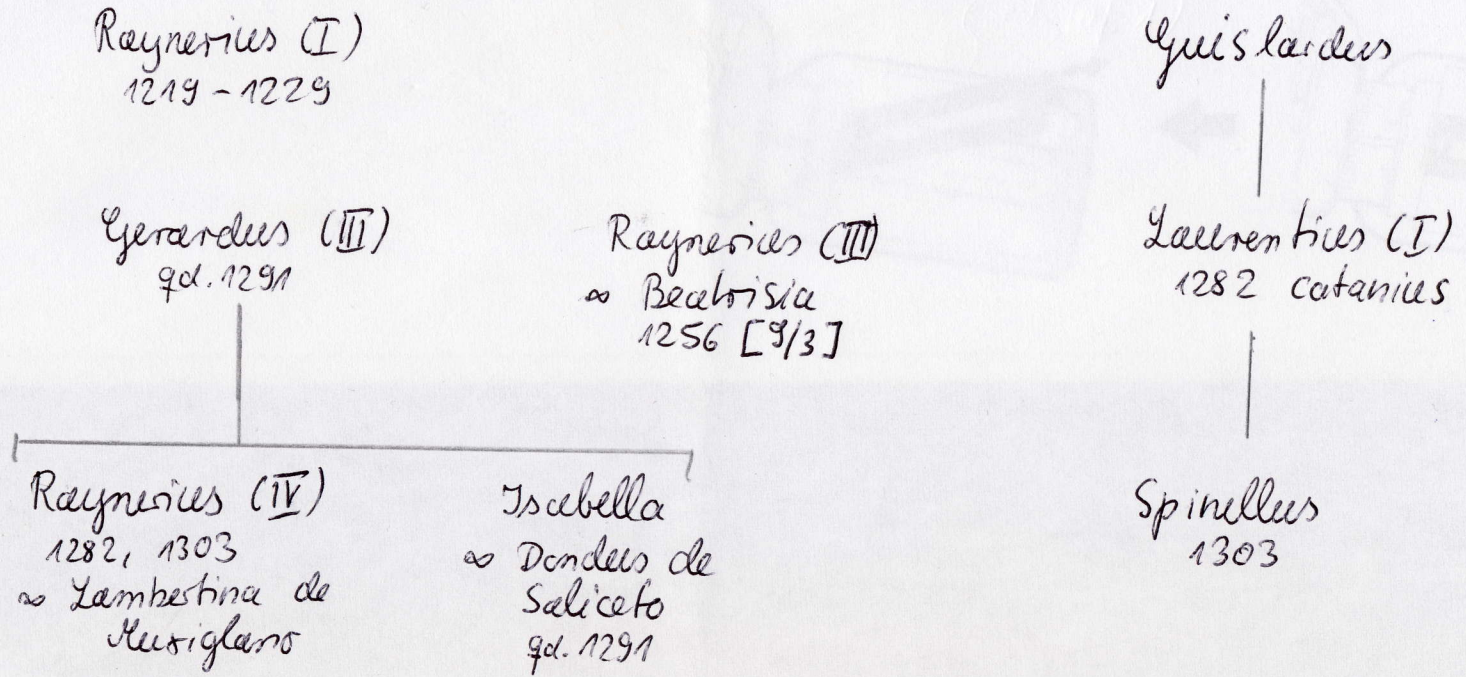 Raynerius (I)
1219 - 1229
Guislardus
Gerardus (III)
qd. 1291
Raynerius (III)
∞ Beatrisia
1256 [9/3]
Laurentius (I)
1282 catanius
Raynerius (IV)
1282, 1303
∞ Lambertina de
Muriglano
Isabella
∞ Dondus de
Saliceto
qd. 1291
Spinellus
1303